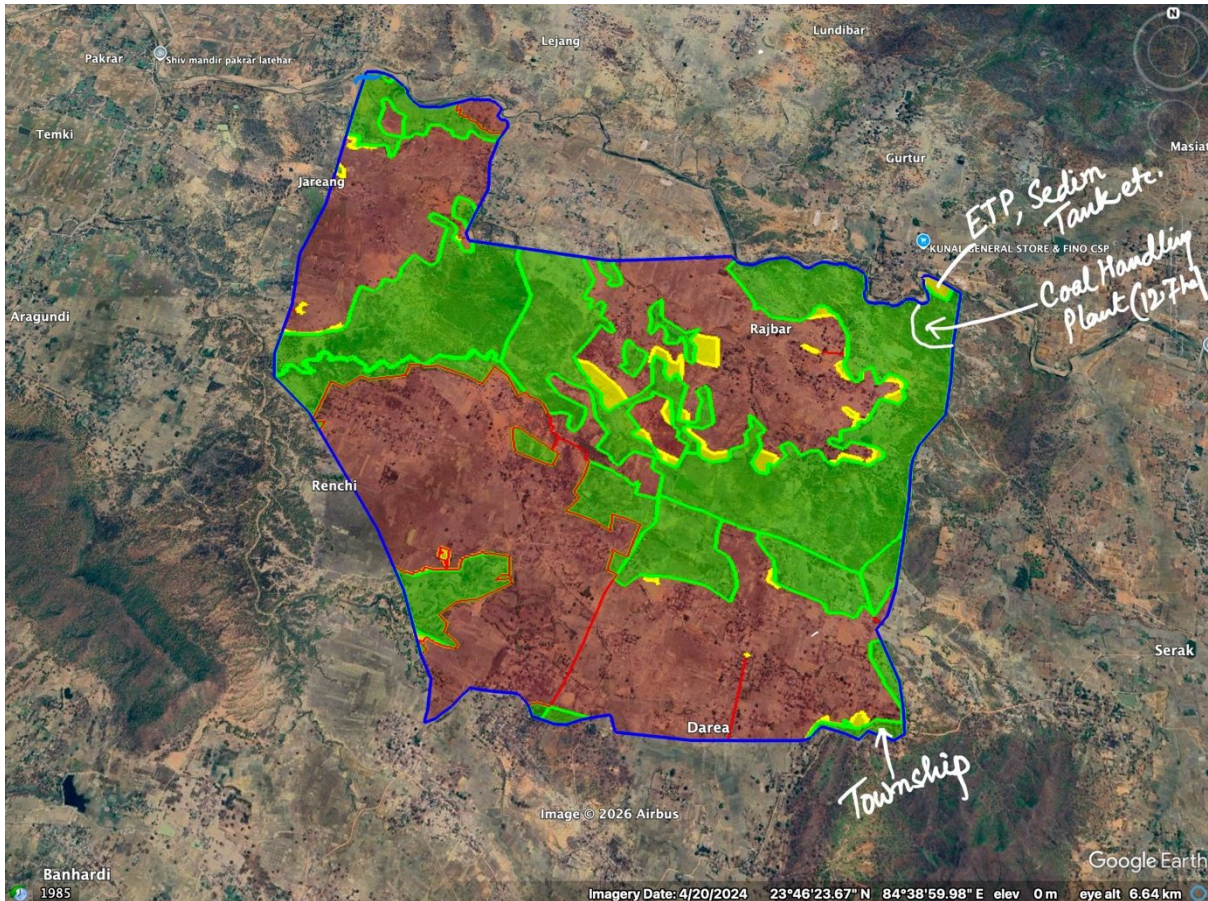 N
Lejang
Lundibar
Pakrar
Shiv mandir pakrar latehar
Temki
Masiat
Gurtur
Jareang
ETP, Sedim
Tank etc.
KUNAL GENERAL STORE & FINO CSP
Coal Handling
Plant (12.7ha)
Aragundi
Rajbar
Renchi
Serak
Darea
Township
Image © 2026 Airbus
Banhardi
Google Earth
1985
Imagery Date: 4/20/2024 23°46'23.67" N 84°38'59.98" E elev 0 m eye alt 6.64 km